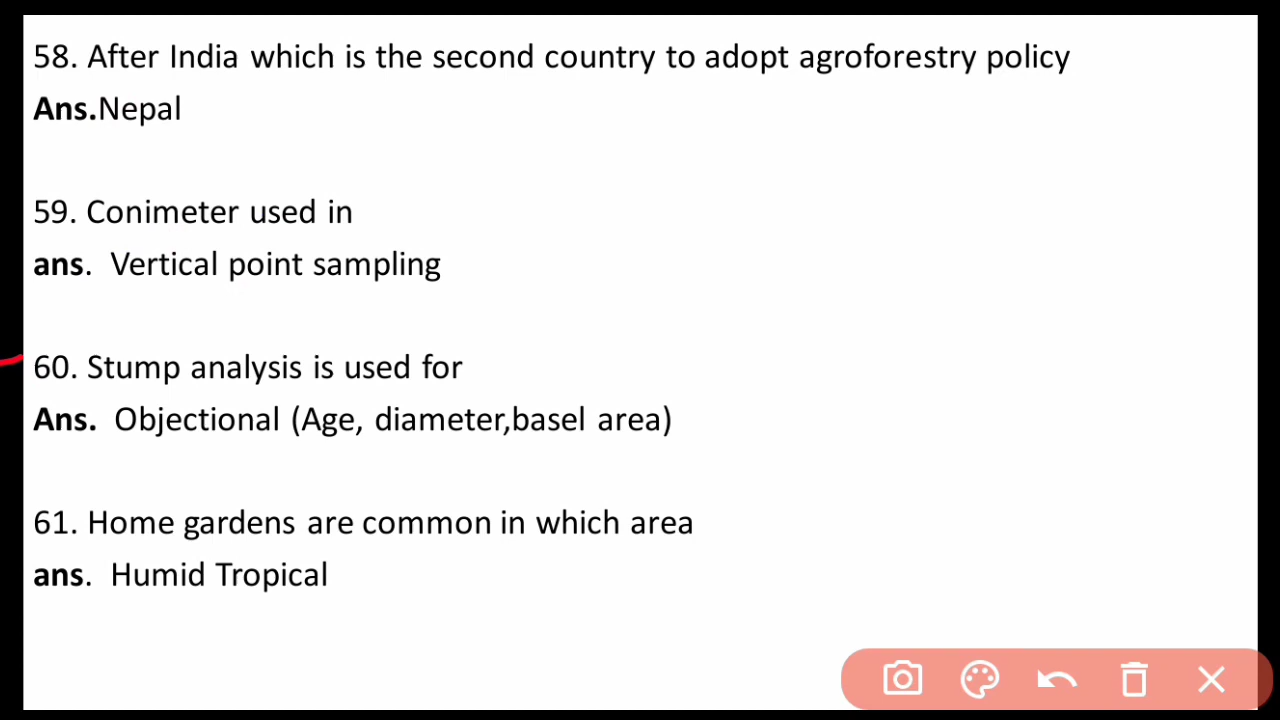 58. After India which is the second country to adopt agroforestry policy
Ans.Nepal
59. Conimeter used in
ans.  Vertical point sampling
60. Stump analysis is used for
Ans.  Objectional (Age, diameter,basel area)
61. Home gardens are common in which area
ans.  Humid Tropical